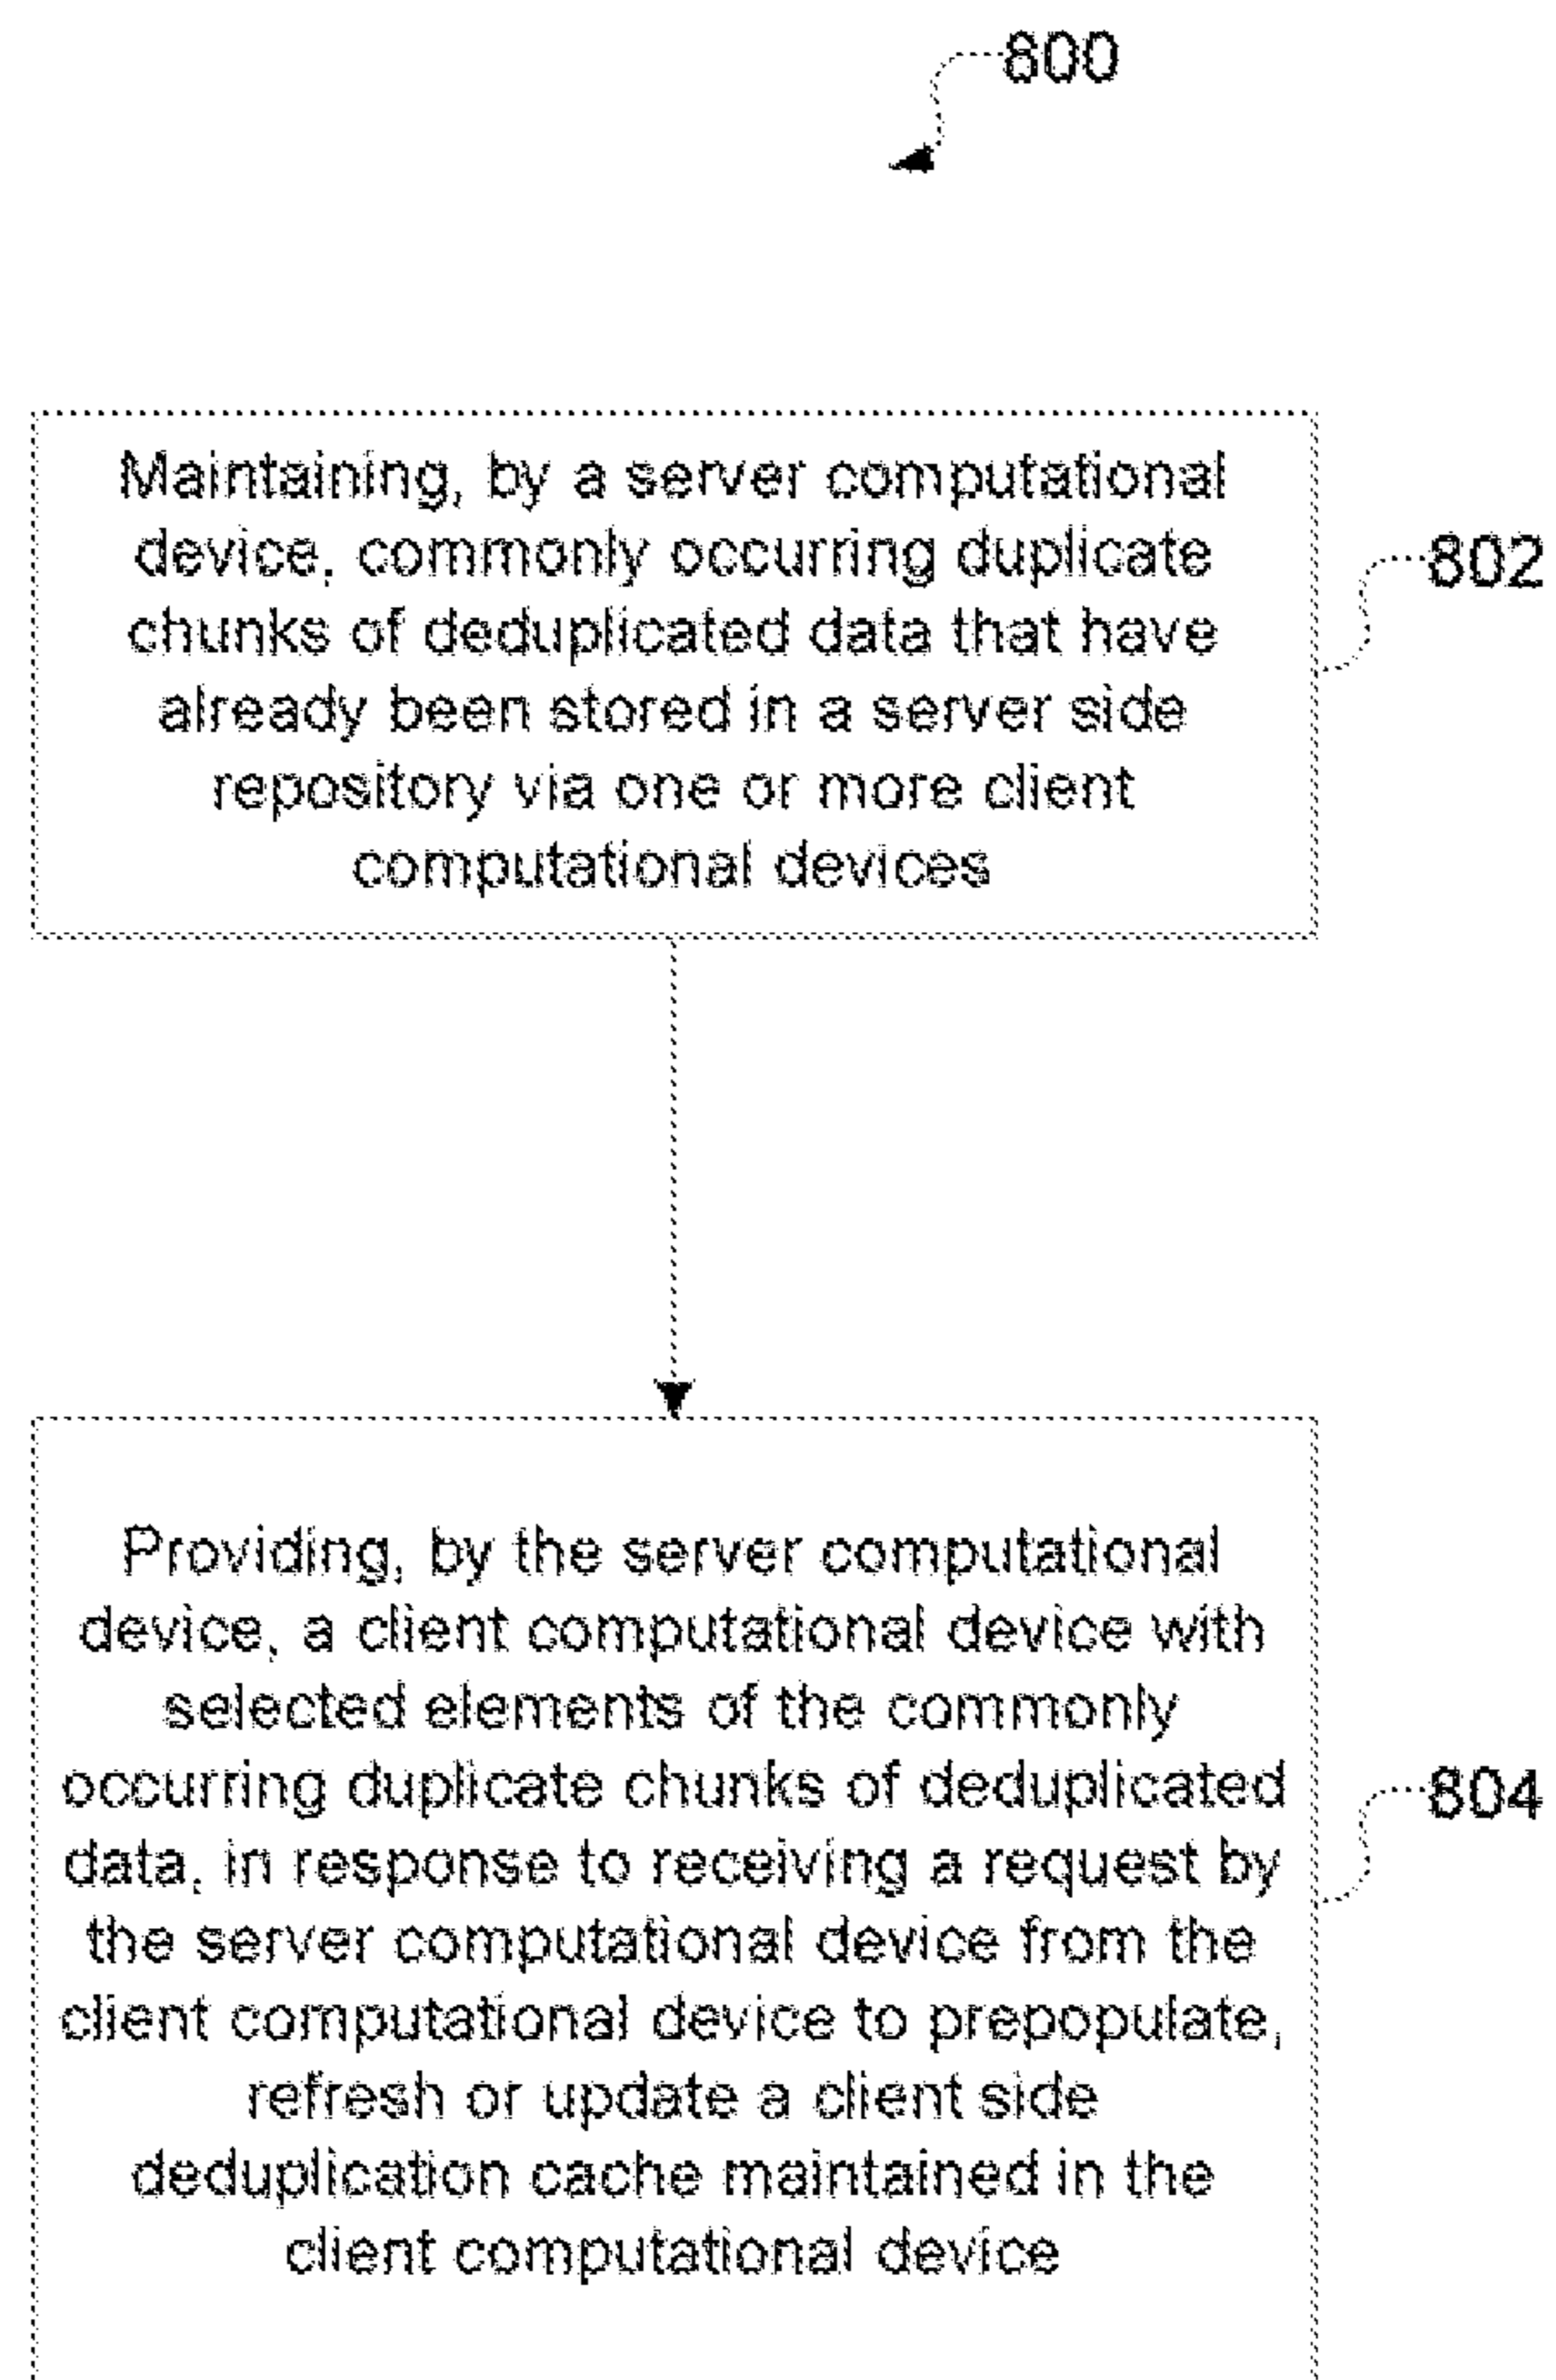 800
Maintaining, by a server computational
device, commonly occurring duplicate
chunks of deduplicated data that have
already been stored in a server side
repository via one or more client
computational devices
802
Providing, by the server computational
device, a client computational device with
selected elements of the commonly
occurring duplicate chunks of deduplicated
data, in response to receiving a request by
the server computational device from the
client computational device to prepopulate,
refresh or update a client side
deduplication cache maintained in the
client computational device
804